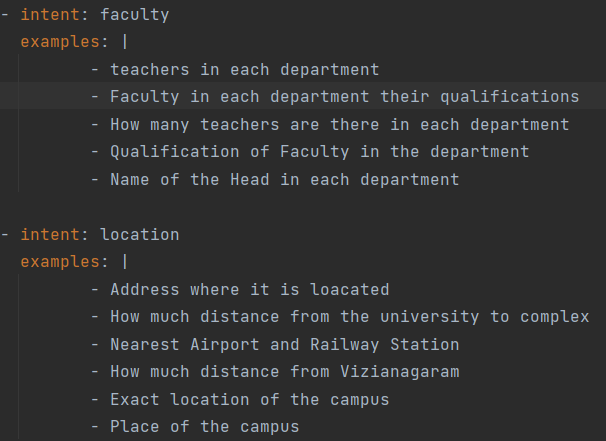 - intent: faculty
  examples: |
        - teachers in each department
        - Faculty in each department their qualifications
        - How many teachers are there in each department
        - Qualification of Faculty in the department
        - Name of the Head in each department

- intent: location
  examples: |
        - Address where it is loacated
        - How much distance from the university to complex
        - Nearest Airport and Railway Station
        - How much distance from Vizianagaram
        - Exact location of the campus
        - Place of the campus